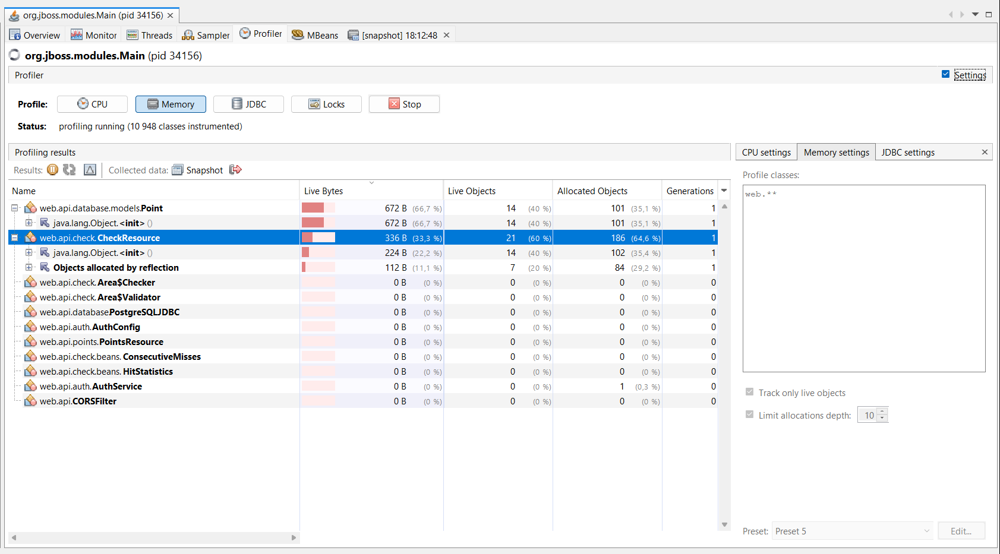 org.jboss.modules.Main (pid 34156)
Overview Monitor Threads Sampler Profiler MBeans [snapshot] 18:12:48
org.jboss.modules.Main (pid 34156)
Profiler Settings
Profile: CPU Memory JDBC Locks Stop
Status: profiling running (10 948 classes instrumented)
Profiling results
CPU settings Memory settings JDBC settings
Results: Collected data: Snapshot
Profile classes:
web.**
Name Live Bytes Live Objects Allocated Objects Generations
web.api.database.models.Point 672 B (66,7 %) 14 (40 %) 101 (35,1 %) 1
java.lang.Object.<init> () 672 B (66,7 %) 14 (40 %) 101 (35,1 %) 1
web.api.check.CheckResource 336 B (33,3 %) 21 (60 %) 186 (64,6 %) 1
java.lang.Object.<init> () 224 B (22,2 %) 14 (40 %) 102 (35,4 %) 1
Objects allocated by reflection 112 B (11,1 %) 7 (20 %) 84 (29,2 %) 1
web.api.check.Area$Checker 0 B (0 %) 0 (0 %) 0 (0 %) 0
web.api.check.Area$Validator 0 B (0 %) 0 (0 %) 0 (0 %) 0
web.api.database.PostgreSQLJDBC 0 B (0 %) 0 (0 %) 0 (0 %) 0
web.api.auth.AuthConfig 0 B (0 %) 0 (0 %) 0 (0 %) 0
web.api.points.PointsResource 0 B (0 %) 0 (0 %) 0 (0 %) 0
web.api.check.beans.ConsecutiveMisses 0 B (0 %) 0 (0 %) 0 (0 %) 0
web.api.check.beans.HitStatistics 0 B (0 %) 0 (0 %) 0 (0 %) 0
web.api.auth.AuthService 0 B (0 %) 0 (0 %) 1 (0,3 %) 0
web.api.CORSFilter 0 B (0 %) 0 (0 %) 0 (0 %) 0
Track only live objects
Limit allocations depth: 10
Preset: Preset 5 Edit...